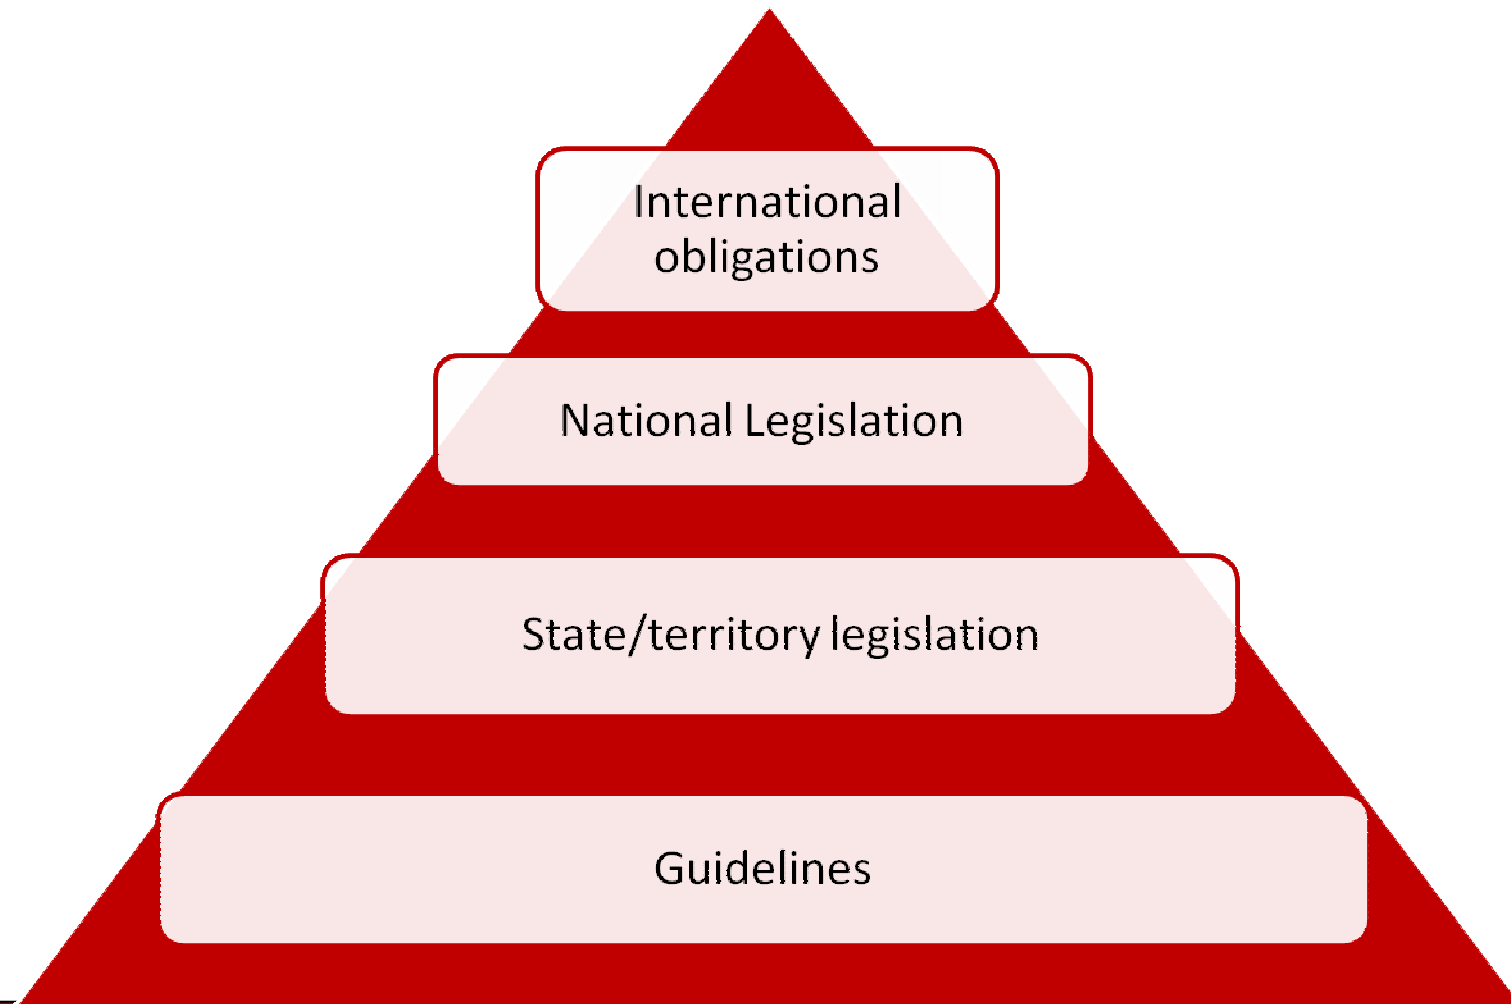 International
obligations
National Legislation
State/territory legislation
Guidelines